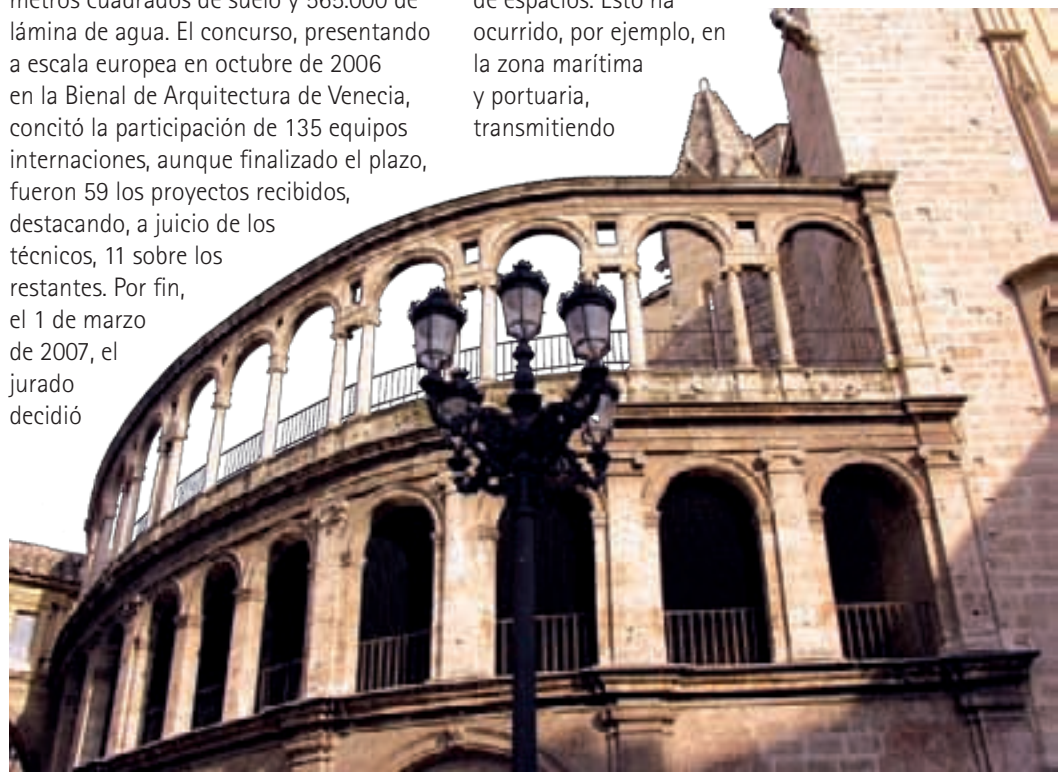 metros cuadrados de suelo y 565.000 de
lámina de agua. El concurso, presentando
a escala europea en octubre de 2006
en la Bienal de Arquitectura de Venecia,
concitó la participación de 135 equipos
internaciones, aunque finalizado el plazo,
fueron 59 los proyectos recibidos,
destacando, a juicio de los
técnicos, 11 sobre los
restantes. Por fin,
el 1 de marzo
de 2007, el
jurado
decidió
de espacios. Esto ha
ocurrido, por ejemplo, en
la zona marítima
y portuaria,
transmitiendo